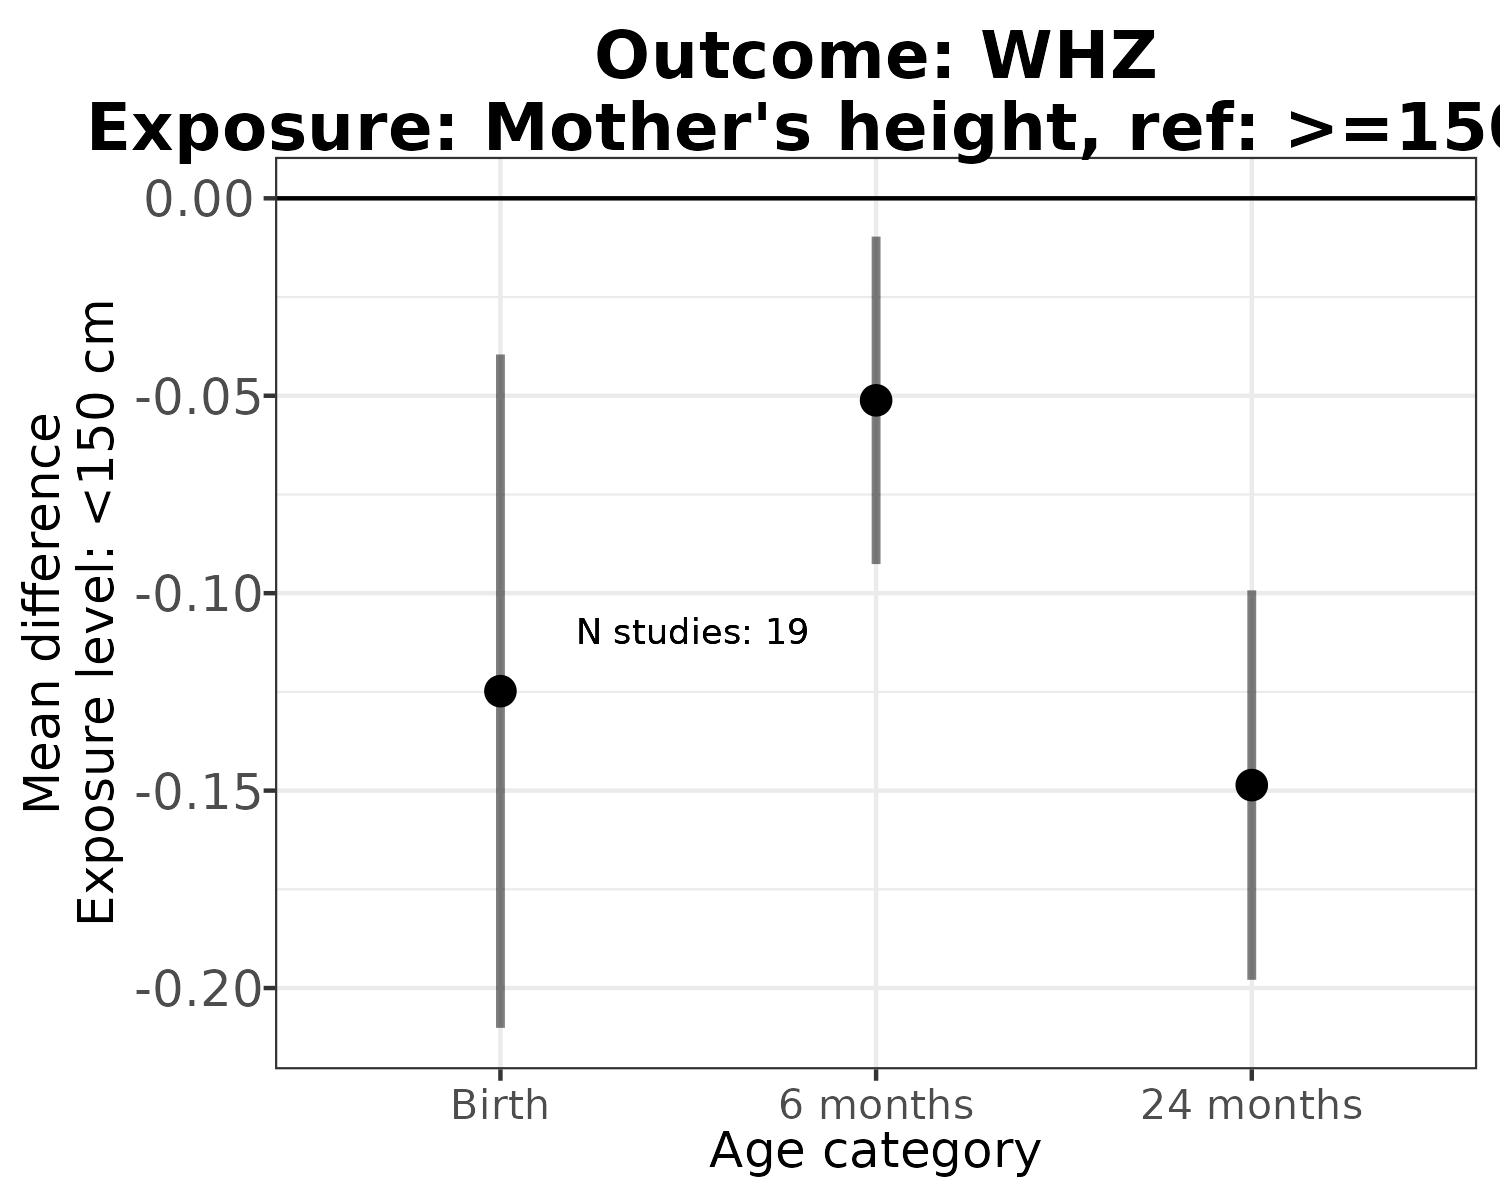 Outcome: WHZ
Exposure: Mother's height, ref: >=150
0.00
-0.05
-0.10
-0.15
-0.20
Mean difference
Exposure level: <150 cm
N studies: 19
Birth
6 months
24 months
Age category